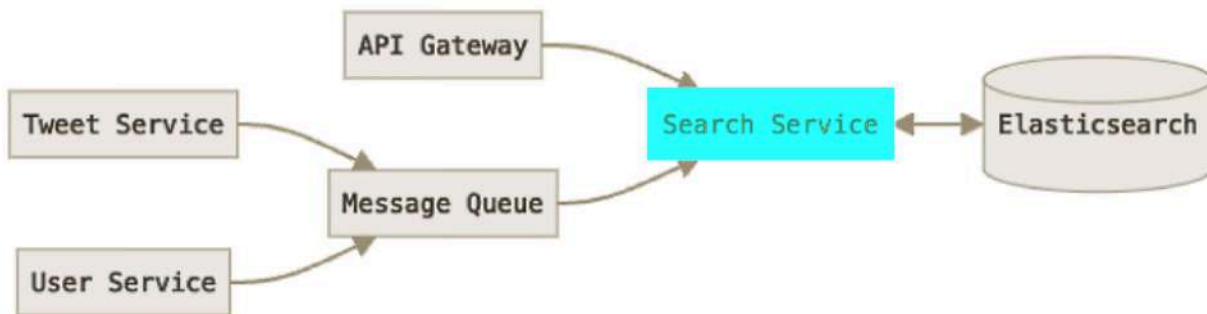 API Gateway
Tweet Service
Search Service
Elasticsearch
Message Queue
User Service